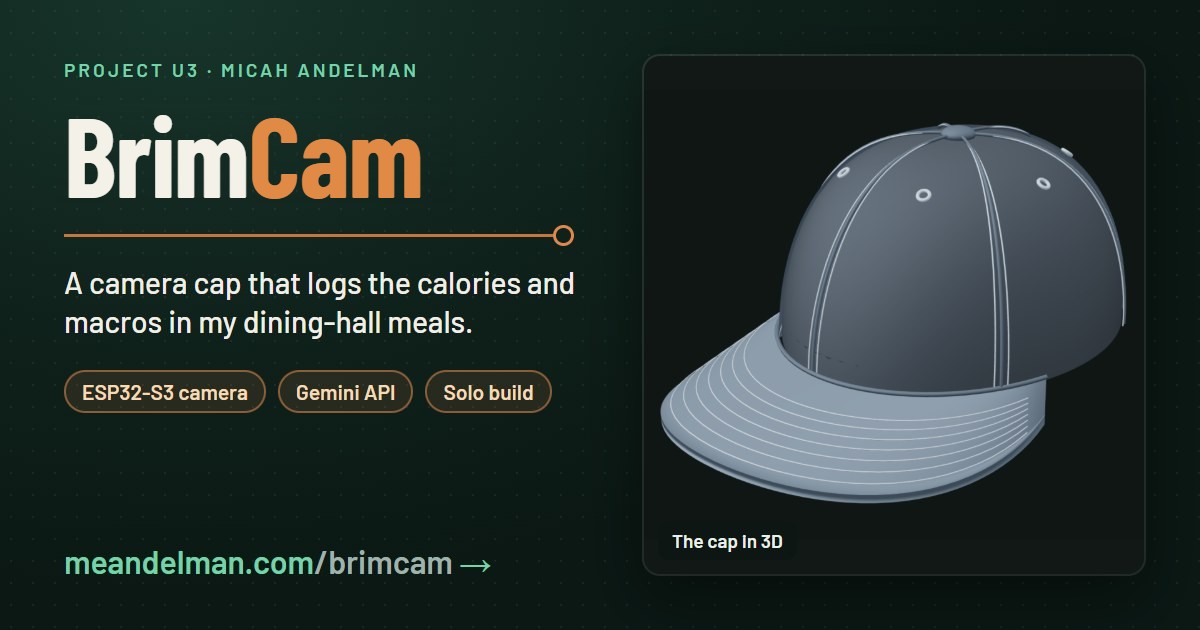 PROJECT U3 · MICAH ANDELMAN
BrimCam
A camera cap that logs the calories and
macros in my dining-hall meals.
ESP32-S3 camera
Gemini API
Solo build
meandelman.com/brimcam →
The cap in 3D